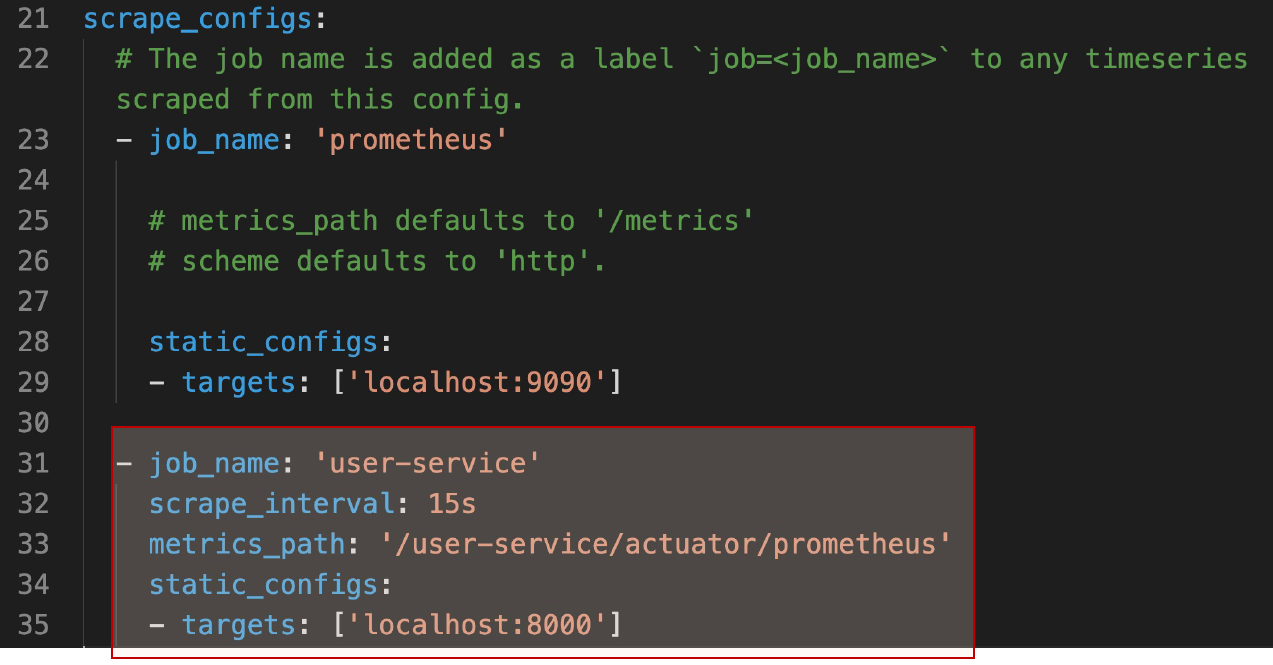 21 scrape_configs:
22 # The job name is added as a label `job=<job_name>` to any timeseries
scraped from this config.
23 - job_name: 'prometheus'
24
25 # metrics_path defaults to '/metrics'
26 # scheme defaults to 'http'.
27
28 static_configs:
29 - targets: ['localhost:9090']
30
31 - job_name: 'user-service'
32 scrape_interval: 15s
33 metrics_path: '/user-service/actuator/prometheus'
34 static_configs:
35 - targets: ['localhost:8000']